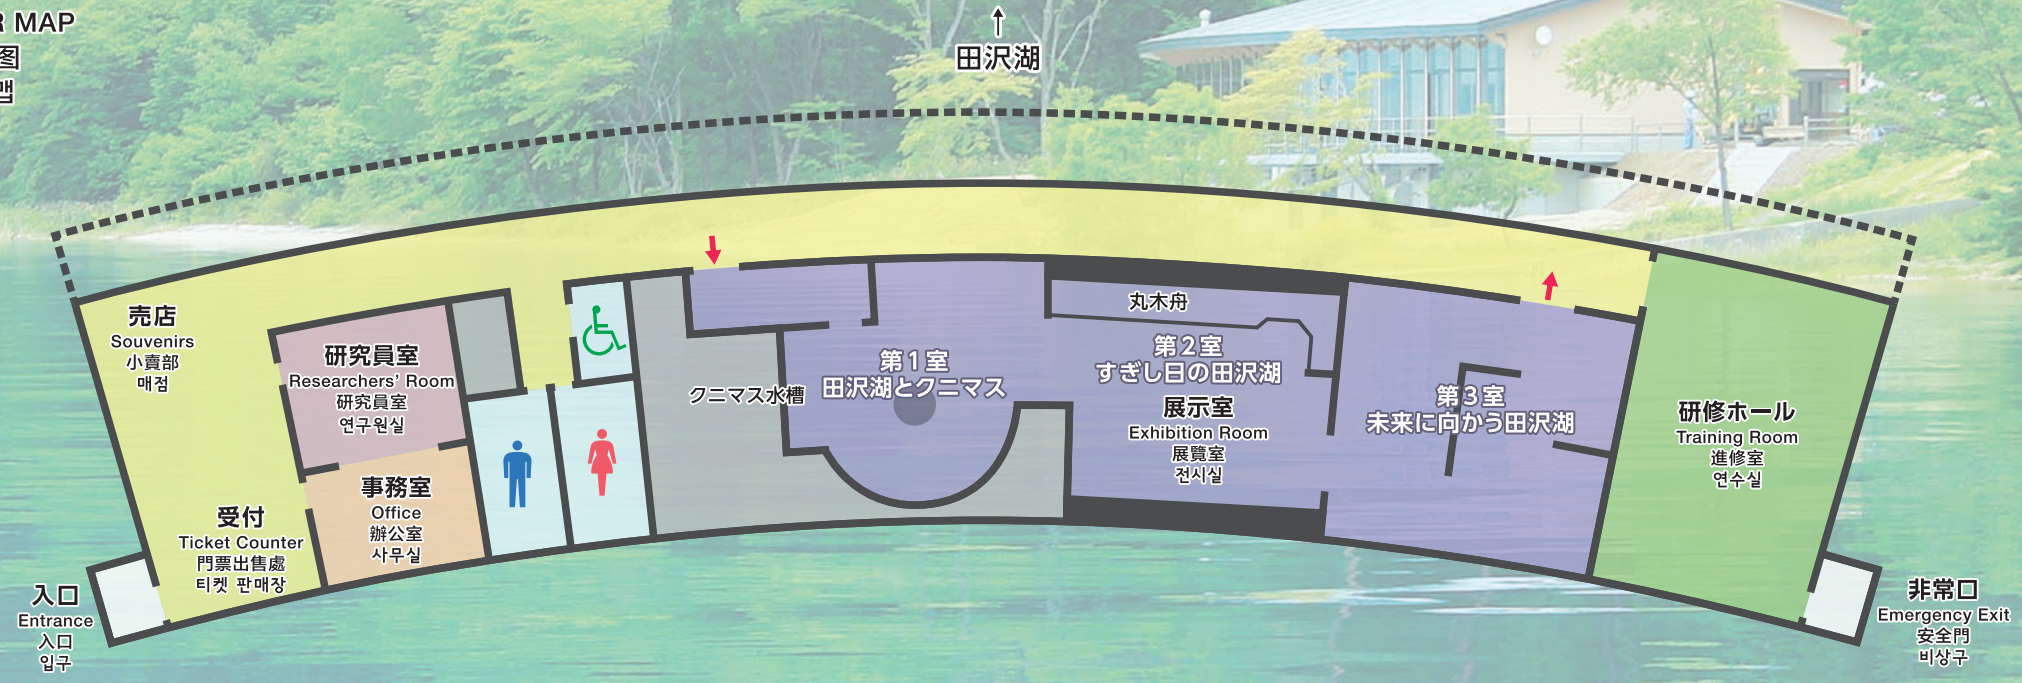 MAP
图
맵
↑
田沢湖
売店
Souvenirs
小賣部
매점
研究員室
Researchers' Room
研究員室
연구원실
事務室
Office
辦公室
사무실
受付
Ticket Counter
門票出售處
티켓 판매장
入口
Entrance
入口
입구
クニマス水槽
第1室
田沢湖とクニマス
丸木舟
第2室
すぎし日の田沢湖
展示室
Exhibition Room
展覽室
전시실
第3室
未来に向かう田沢湖
研修ホール
Training Room
進修室
연수실
非常口
Emergency Exit
安全門
비상구